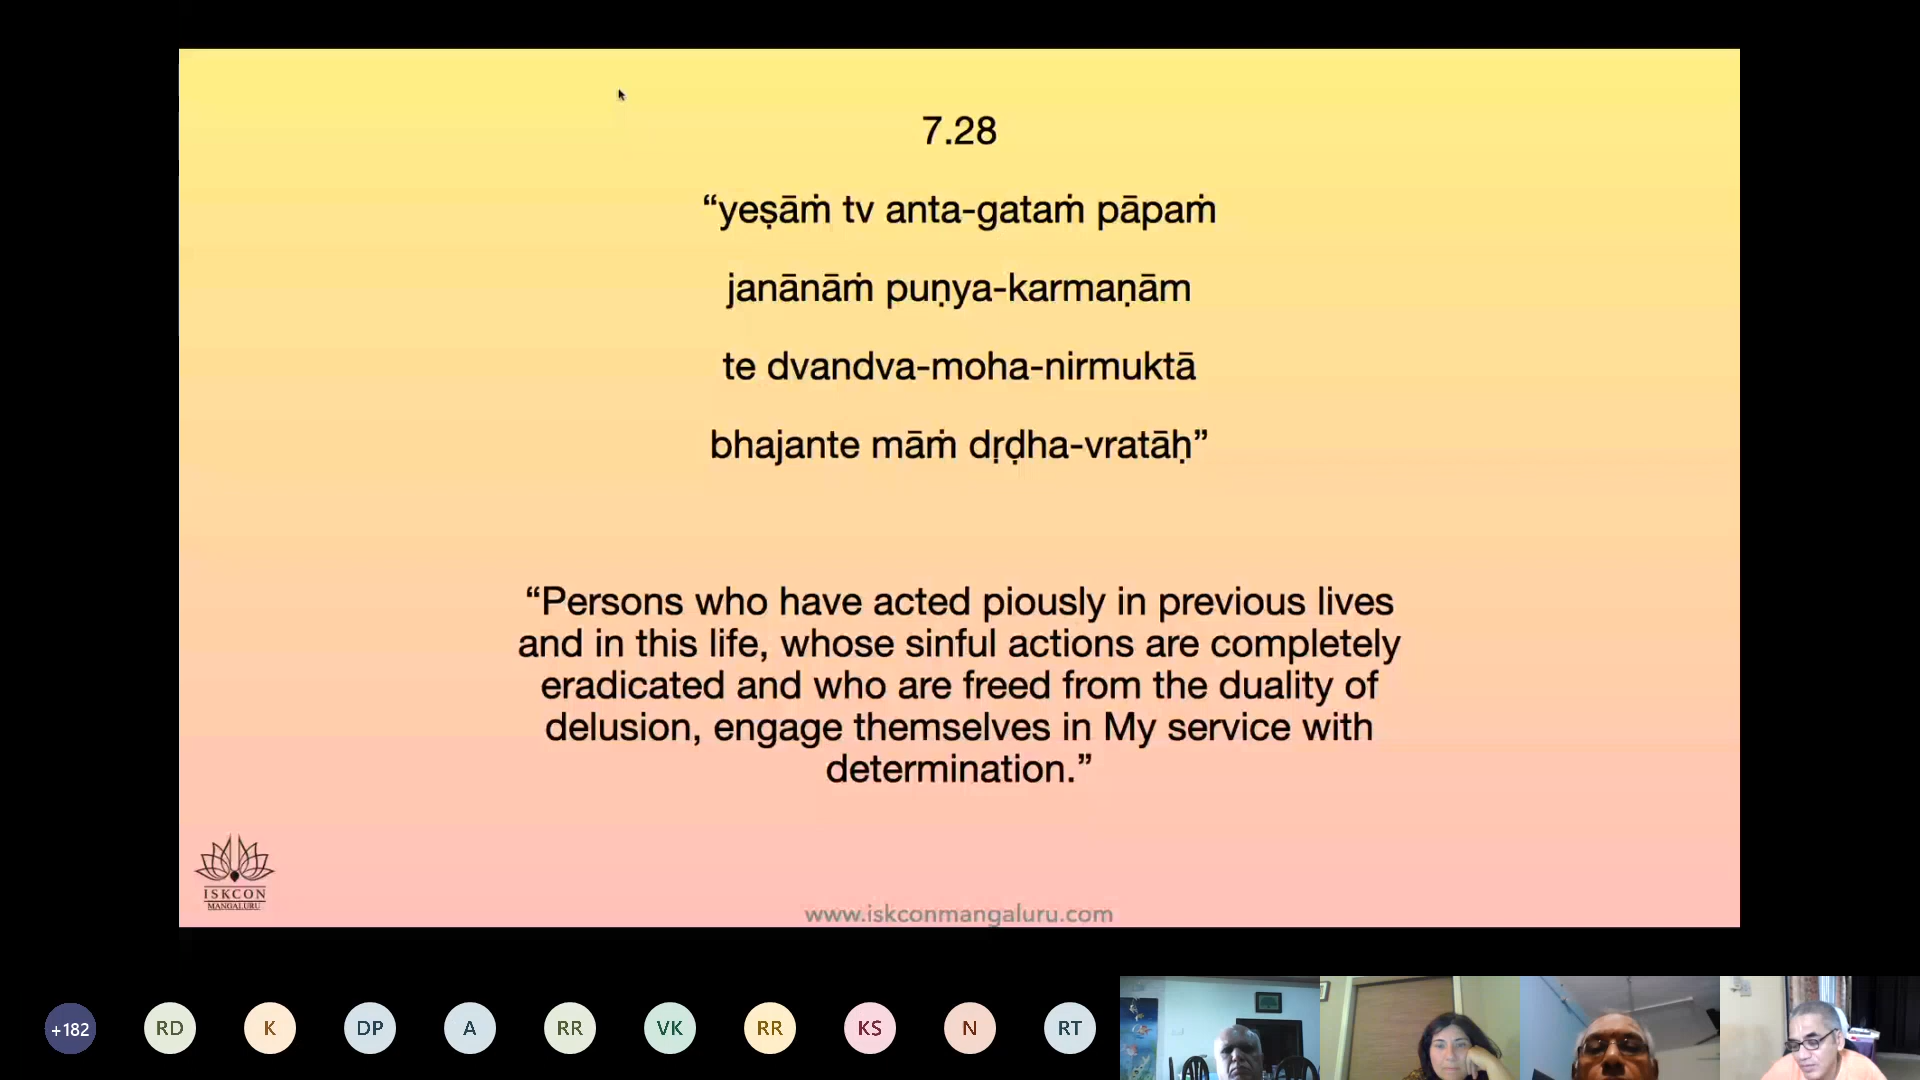 7.28
“yeṣāṁ tv anta-gataṁ pāpaṁ
janānāṁ puṇya-karmaṇām
te dvandva-moha-nirmuktā
bhajante māṁ dṛḍha-vratāḥ”
“Persons who have acted piously in previous lives
and in this life, whose sinful actions are completely
eradicated and who are freed from the duality of
delusion, engage themselves in My service with
determination.”
ISKCON
MANGALURU
www.iskconmangaluru.com
+182 RD K DP A RR VK RR KS N RT